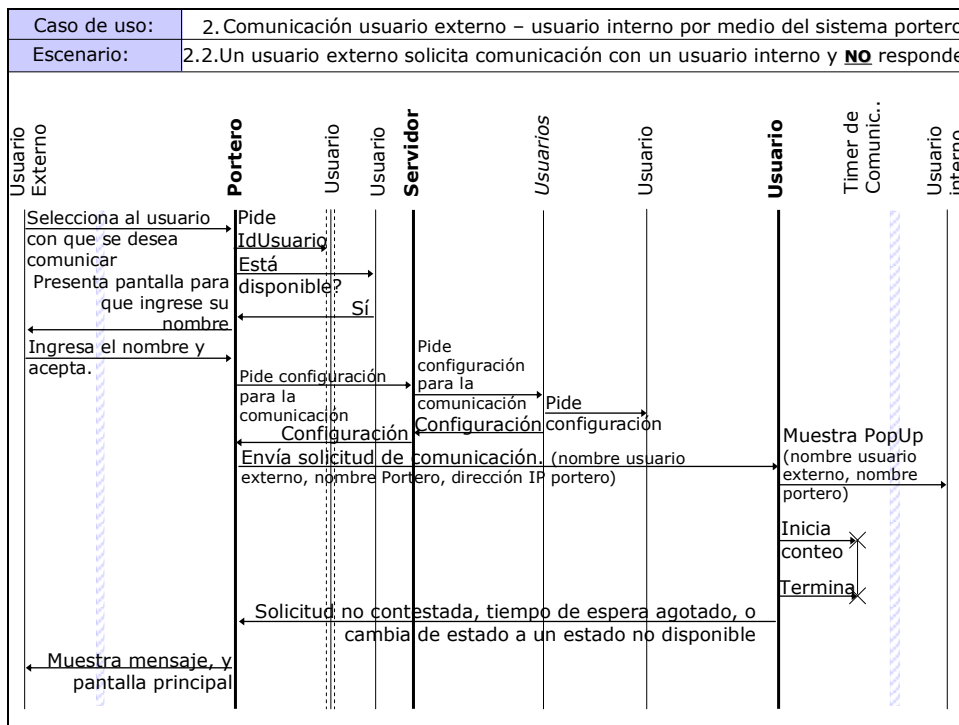 Caso de uso:
2. Comunicación usuario externo – usuario interno por medio del sistema portero
Escenario:
2.2.Un usuario externo solicita comunicación con un usuario interno y NO responde
Usuario
Externo
Portero
Usuario
Usuario
Servidor
Usuarios
Usuario
Usuario
Timer de
Comunic..
Usuario
interno
Selecciona al usuario
con que se desea
comunicar
Pide
IdUsuario
Está
disponible?
Presenta pantalla para
que ingrese su
nombre
Sí
Ingresa el nombre y
acepta.
Pide configuración
para la
comunicación
Pide
configuración
para la
comunicación
Pide
configuración
Configuración
Configuración
Envía solicitud de comunicación. (nombre usuario
externo, nombre Portero, dirección IP portero)
Muestra PopUp
(nombre usuario
externo, nombre
portero)
Inicia
conteo
Termina
Solicitud no contestada, tiempo de espera agotado, o
cambia de estado a un estado no disponible
Muestra mensaje, y
pantalla principal